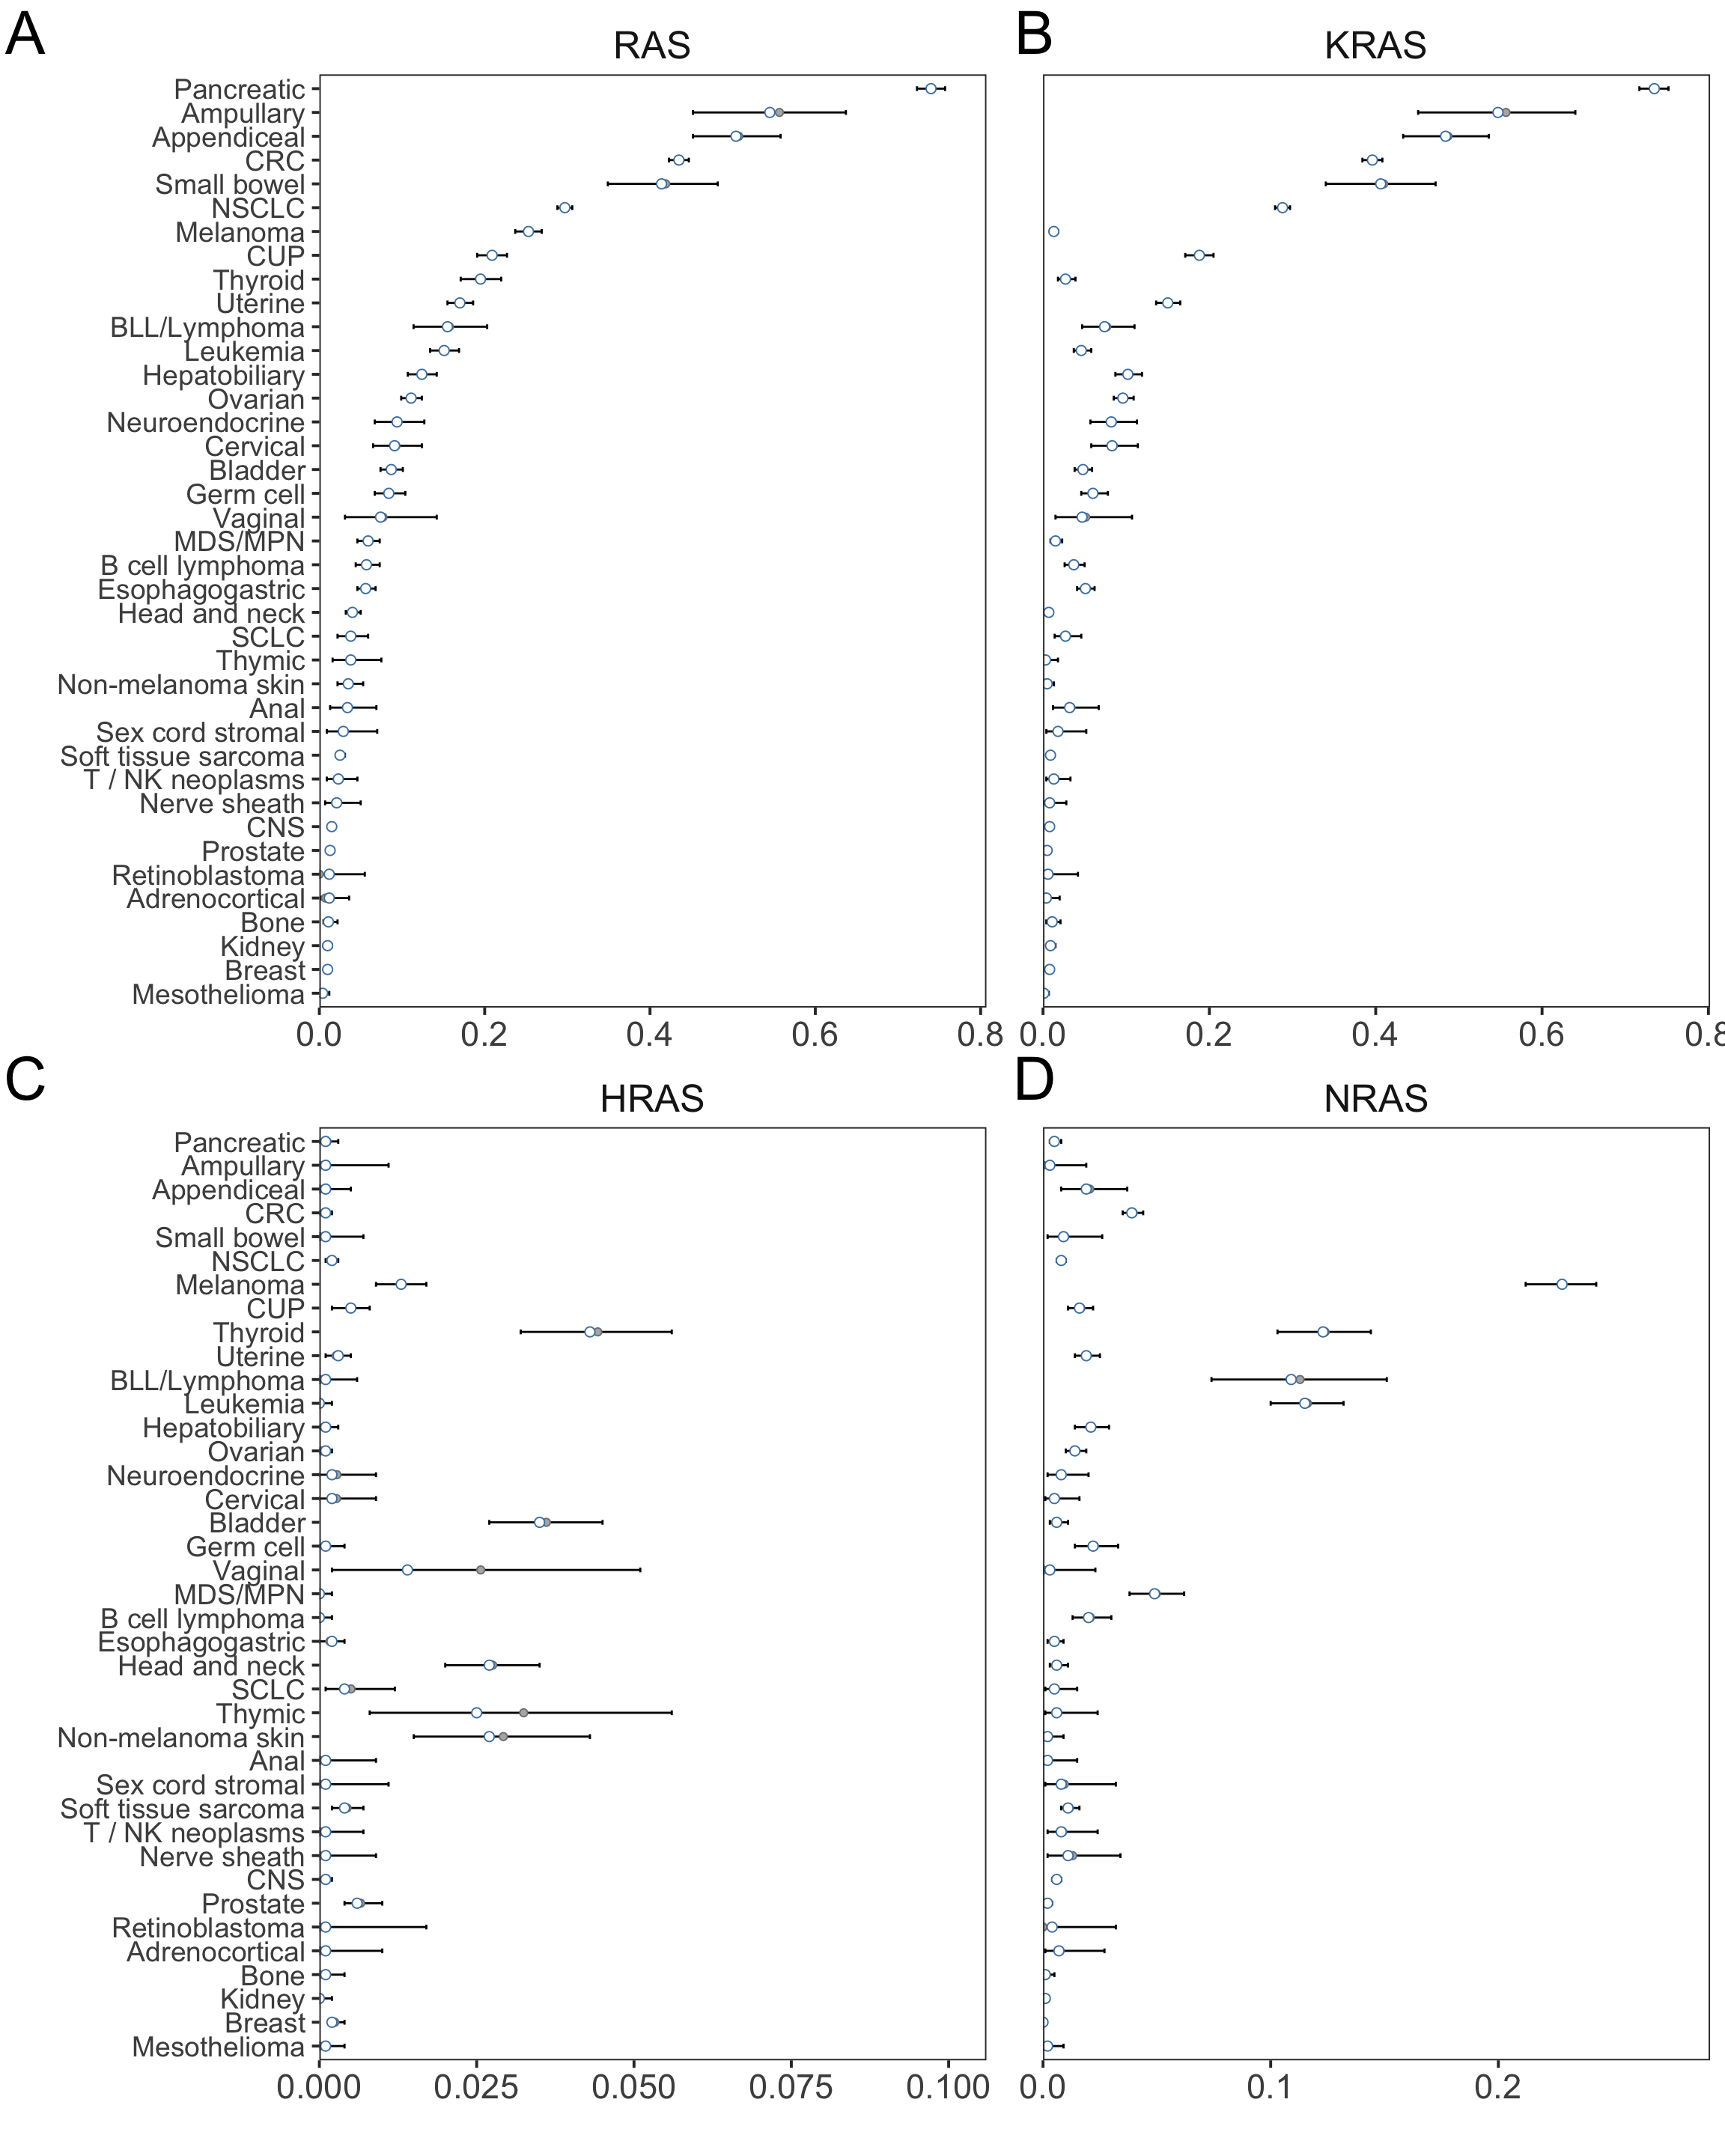 A
RAS
B
KRAS
Pancreatic
Ampullary
Appendiceal
CRC
Small bowel
NSCLC
Melanoma
CUP
Thyroid
Uterine
BLL/Lymphoma
Leukemia
Hepatobiliary
Ovarian
Neuroendocrine
Cervical
Bladder
Germ cell
Vaginal
MDS/MPN
B cell lymphoma
Esophagogastric
Head and neck
SCLC
Thymic
Non-melanoma skin
Anal
Sex cord stromal
Soft tissue sarcoma
T / NK neoplasms
Nerve sheath
CNS
Prostate
Retinoblastoma
Adrenocortical
Bone
Kidney
Breast
Mesothelioma
0.0 0.2 0.4 0.6 0.8
0.0 0.2 0.4 0.6 0.8
C
HRAS
D
NRAS
Pancreatic
Ampullary
Appendiceal
CRC
Small bowel
NSCLC
Melanoma
CUP
Thyroid
Uterine
BLL/Lymphoma
Leukemia
Hepatobiliary
Ovarian
Neuroendocrine
Cervical
Bladder
Germ cell
Vaginal
MDS/MPN
B cell lymphoma
Esophagogastric
Head and neck
SCLC
Thymic
Non-melanoma skin
Anal
Sex cord stromal
Soft tissue sarcoma
T / NK neoplasms
Nerve sheath
CNS
Prostate
Retinoblastoma
Adrenocortical
Bone
Kidney
Breast
Mesothelioma
0.000 0.025 0.050 0.075 0.100
0.0 0.1 0.2